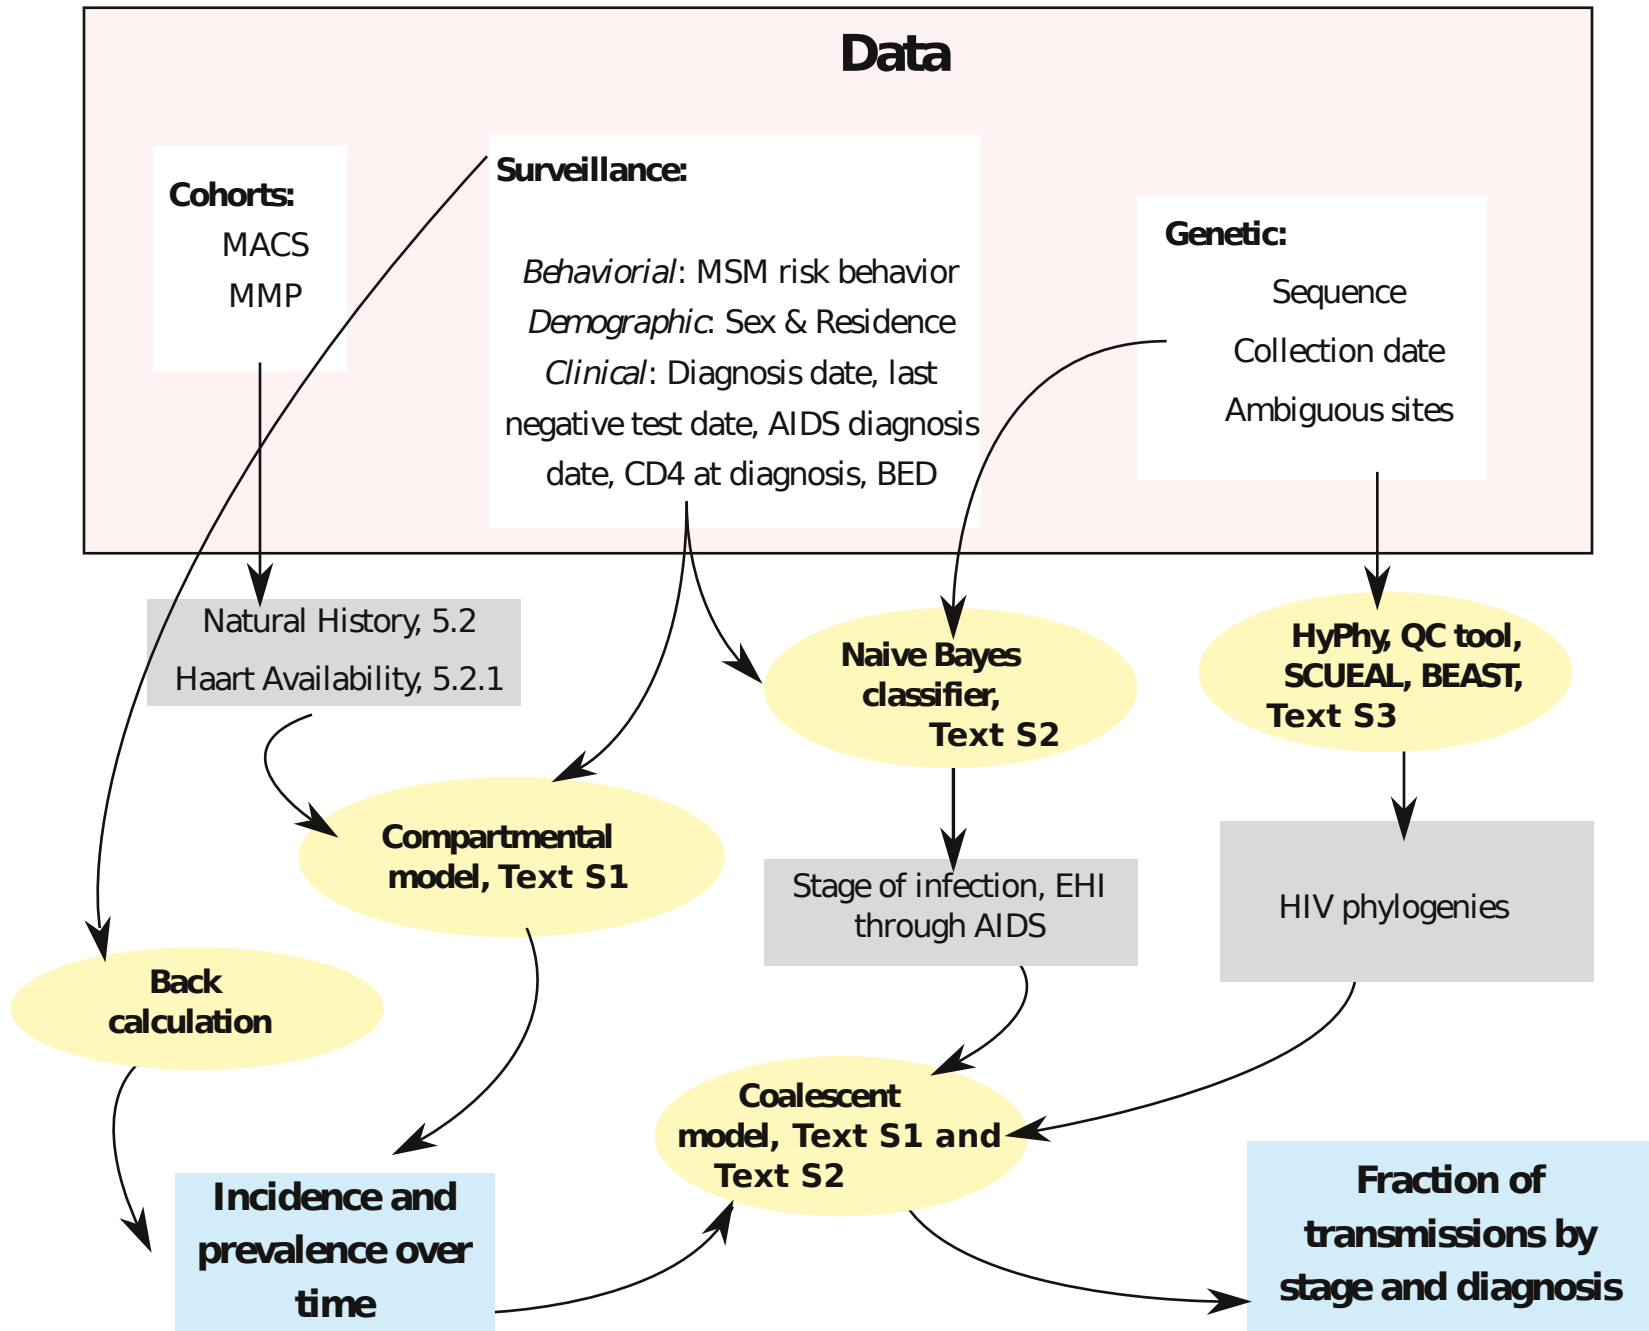 Data
Cohorts:
MACS
MMP
Surveillance:
Behaviorial: MSM risk behavior
Demographic: Sex & Residence
Clinical: Diagnosis date, last
negative test date, AIDS diagnosis
date, CD4 at diagnosis, BED
Genetic:
Sequence
Collection date
Ambiguous sites
Natural History, 5.2
Haart Availability, 5.2.1
Naive Bayes
classifier,
Text S2
HyPhy, QC tool,
SCUEAL, BEAST,
Text S3
Compartmental
model, Text S1
Stage of infection, EHI
through AIDS
HIV phylogenies
Back
calculation
Coalescent
model, Text S1 and
Text S2
Incidence and
prevalence over
time
Fraction of
transmissions by
stage and diagnosis